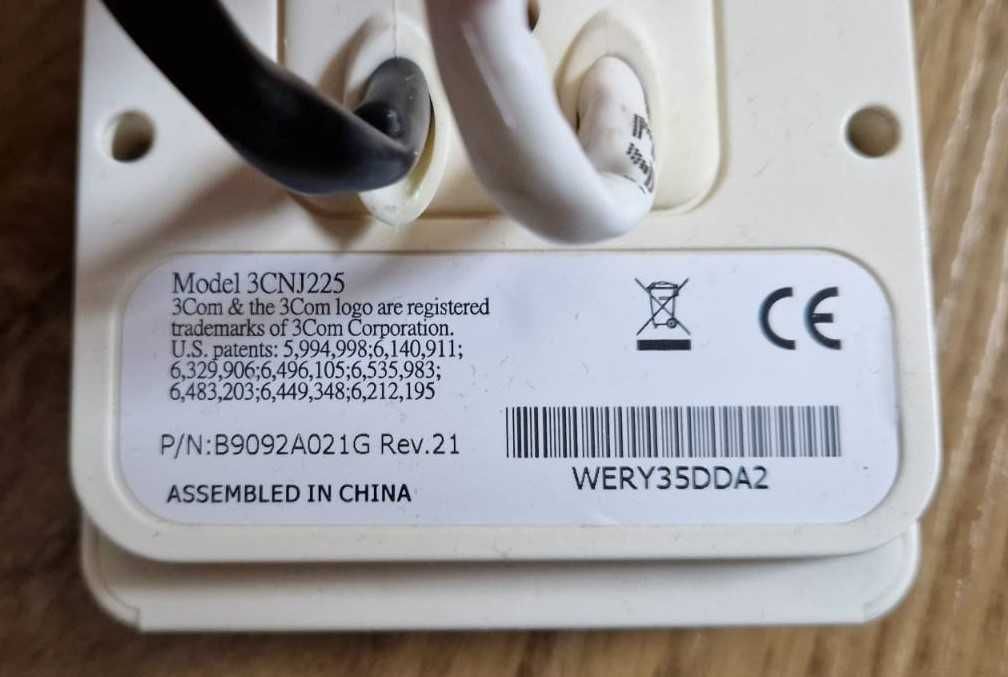 Model 3CNJ225
3Com & the 3Com logo are registered
trademarks of 3Com Corporation.
U.S. patents: 5,994,998;6,140,911;
6,329,906;6,496,105;6,535,983;
6,483,203;6,449,348;6,212,195
CE
P/N:B9092A021G Rev.21
WERY35DDA2
ASSEMBLED IN CHINA